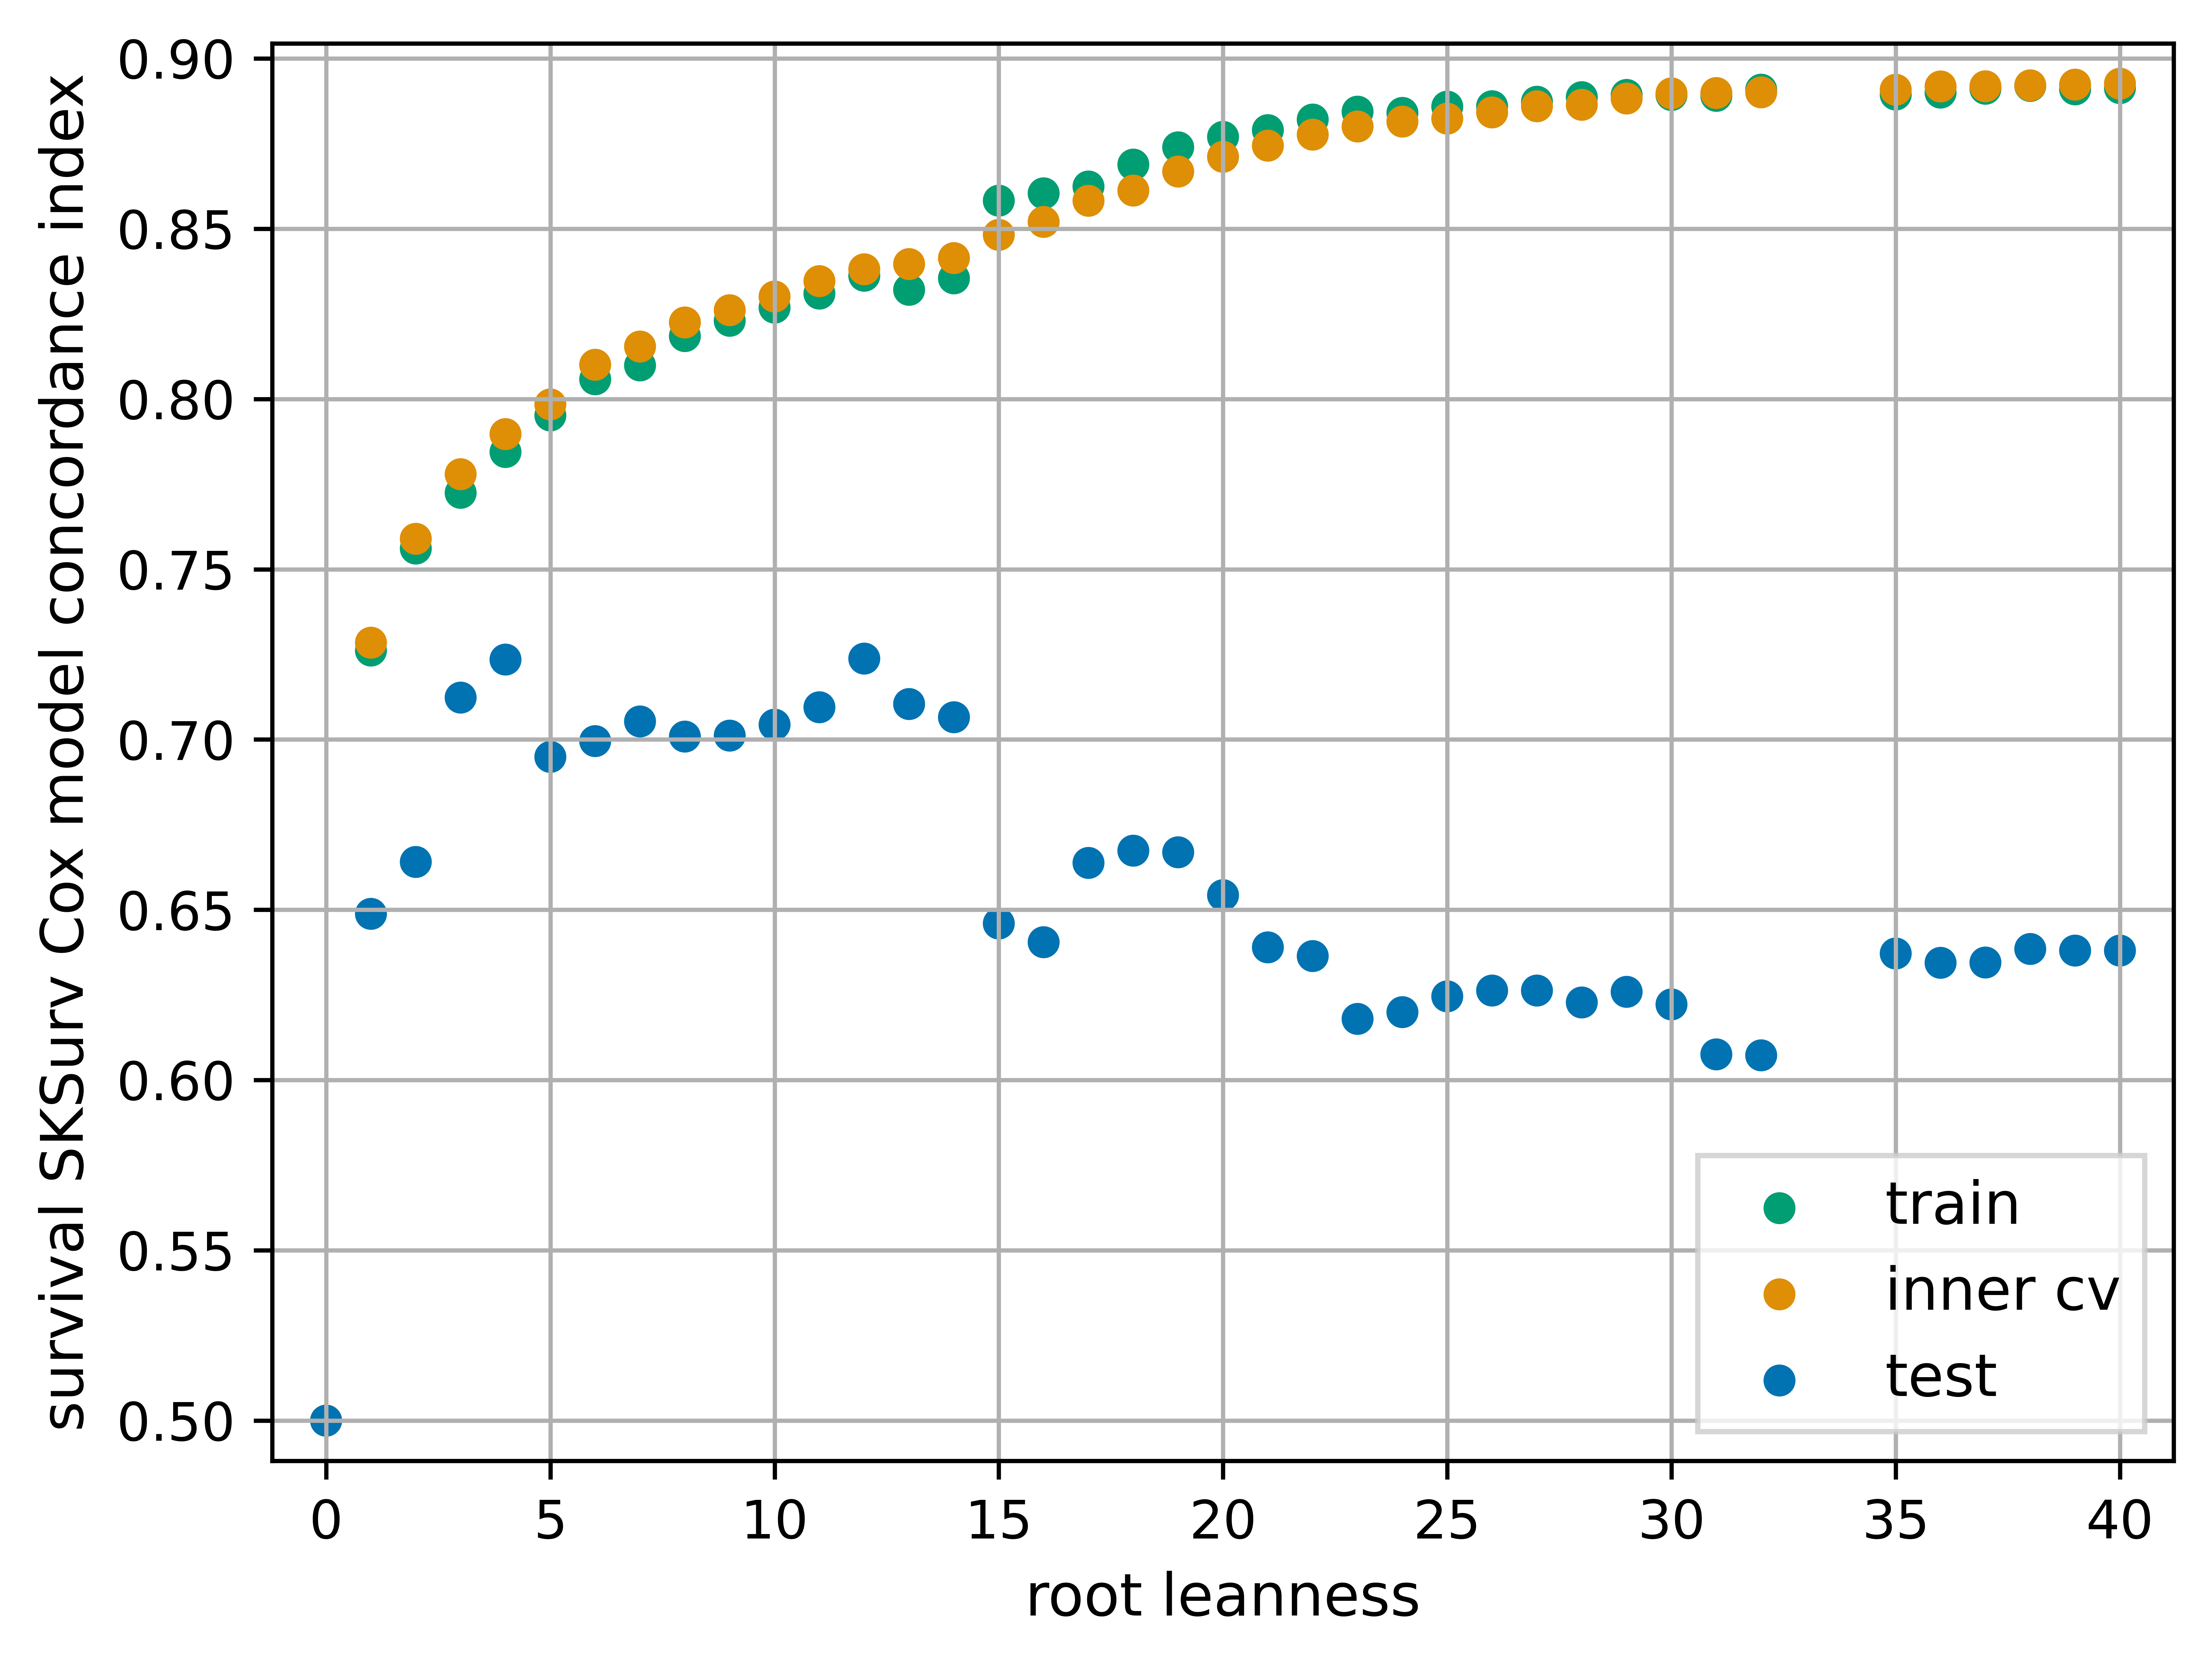 survival SKSurv Cox model concordance index
0.90
0.85
0.80
0.75
0.70
0.65
0.60
0.55
0.50
train
inner cv
test
0 5 10 15 20 25 30 35 40
root leanness